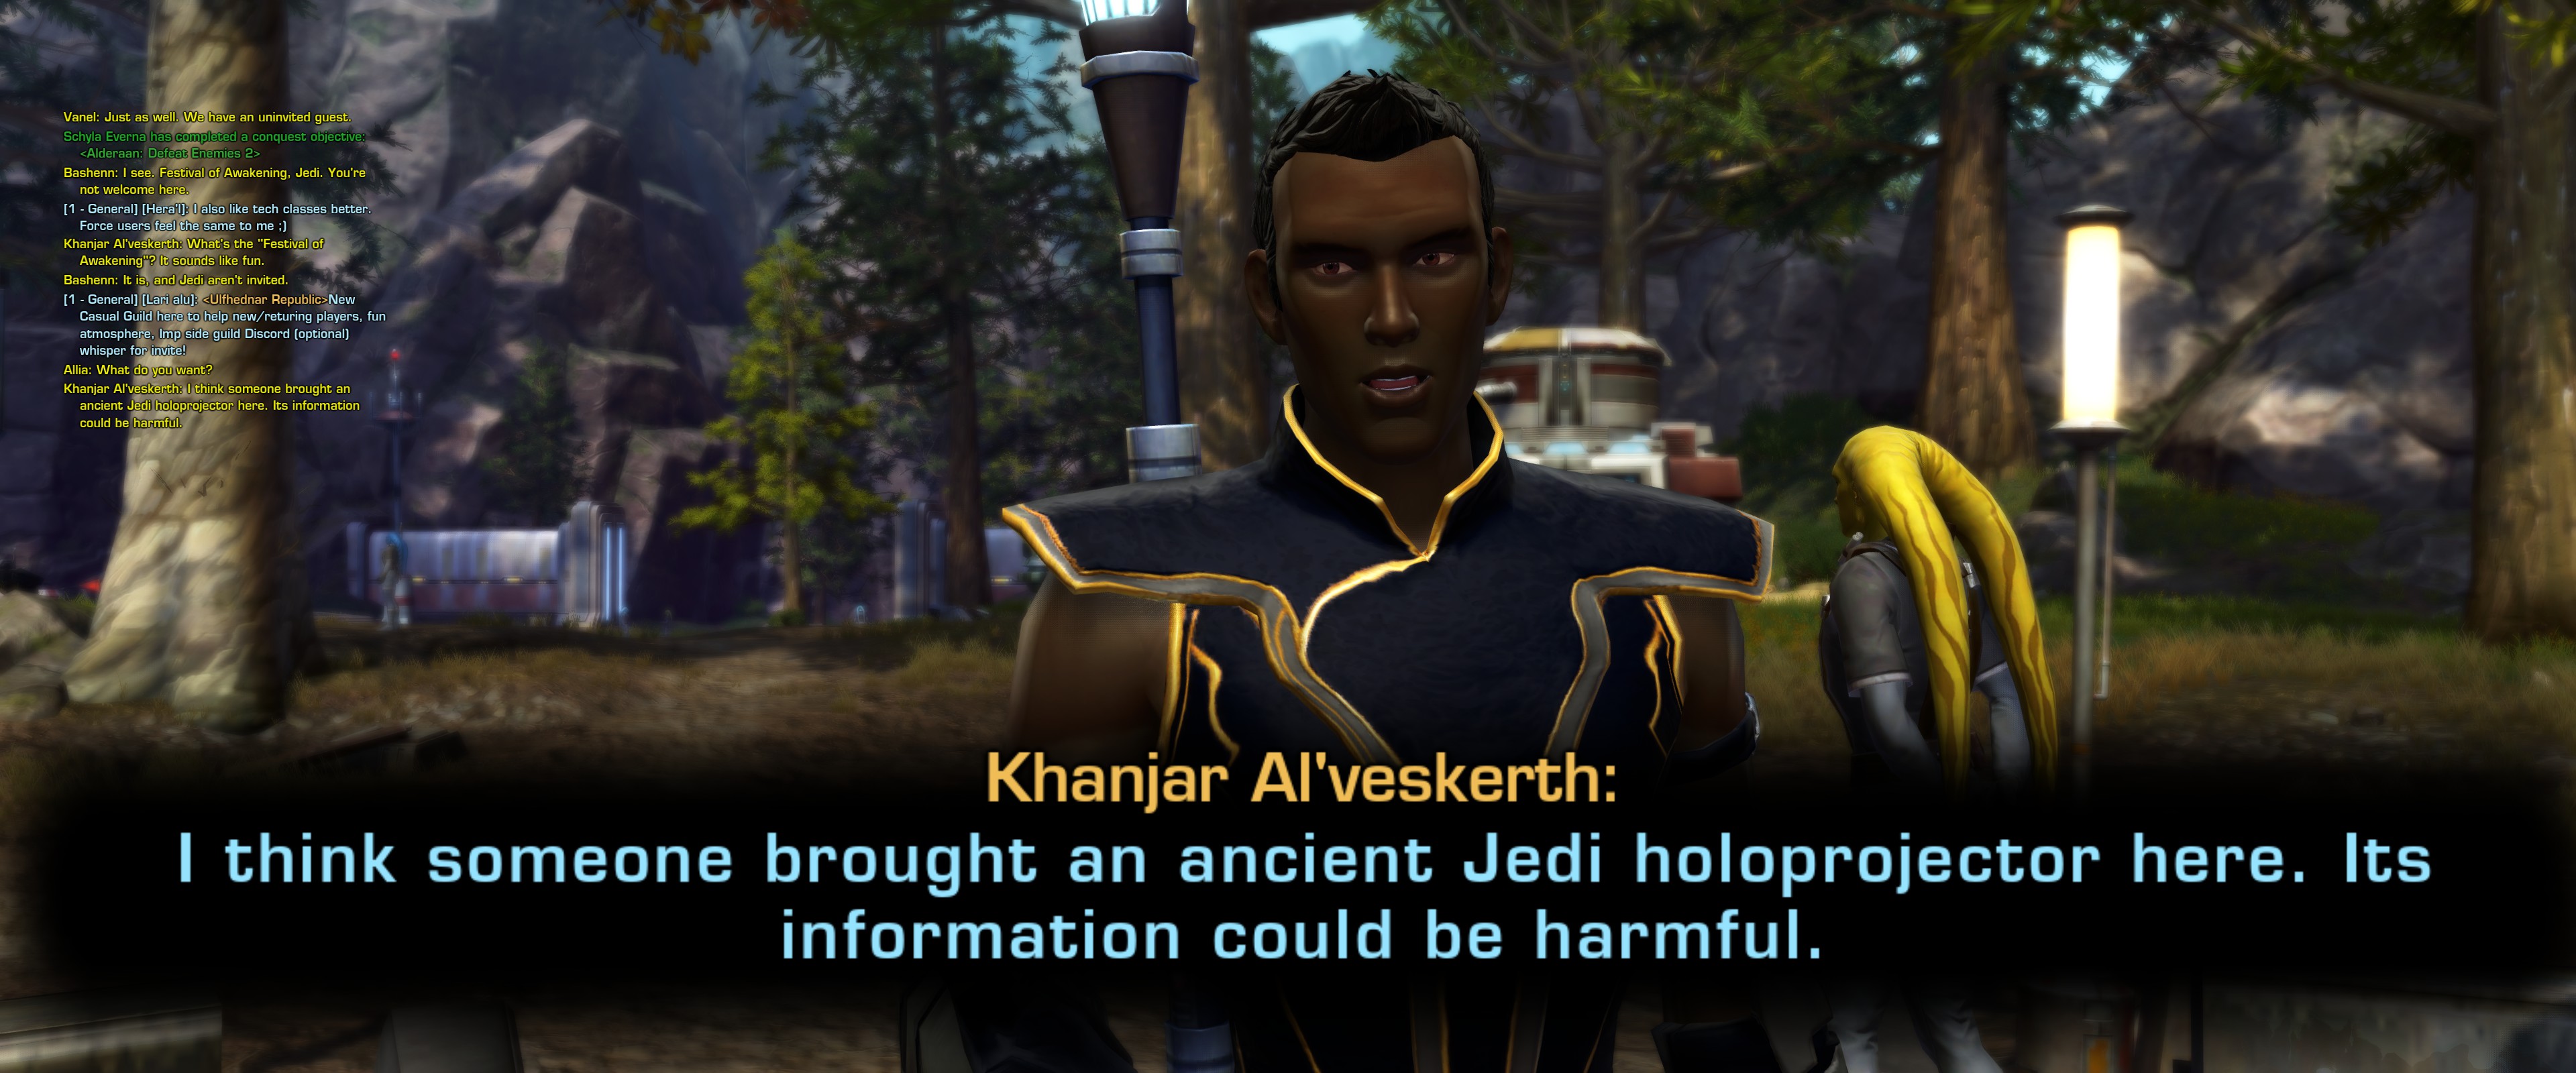 Vanel: Just as well. We have an uninvited guest.
Schyla Everna has completed a conquest objective:
<Alderaan: Defeat Enemies 2>
Bashenn: I see. Festival of Awakening, Jedi. You're
not welcome here.
[1 - General] [Hera'l]: I also like tech classes better.
Force users feel the same to me ;)
Khanjar Al'veskerth: What's the "Festival of
Awakening"? It sounds like fun.
Bashenn: It is, and Jedi aren't invited.
[1 - General] [Lari alu]: <Ulfhednar Republic>New
Casual Guild here to help new/returing players, fun
atmosphere, Imp side guild Discord (optional)
whisper for invite!
Allia: What do you want?
Khanjar Al'veskerth: I think someone brought an
ancient Jedi holoprojector here. Its information
could be harmful.
Khanjar Al'veskerth:
I think someone brought an ancient Jedi holoprojector here. Its
information could be harmful.